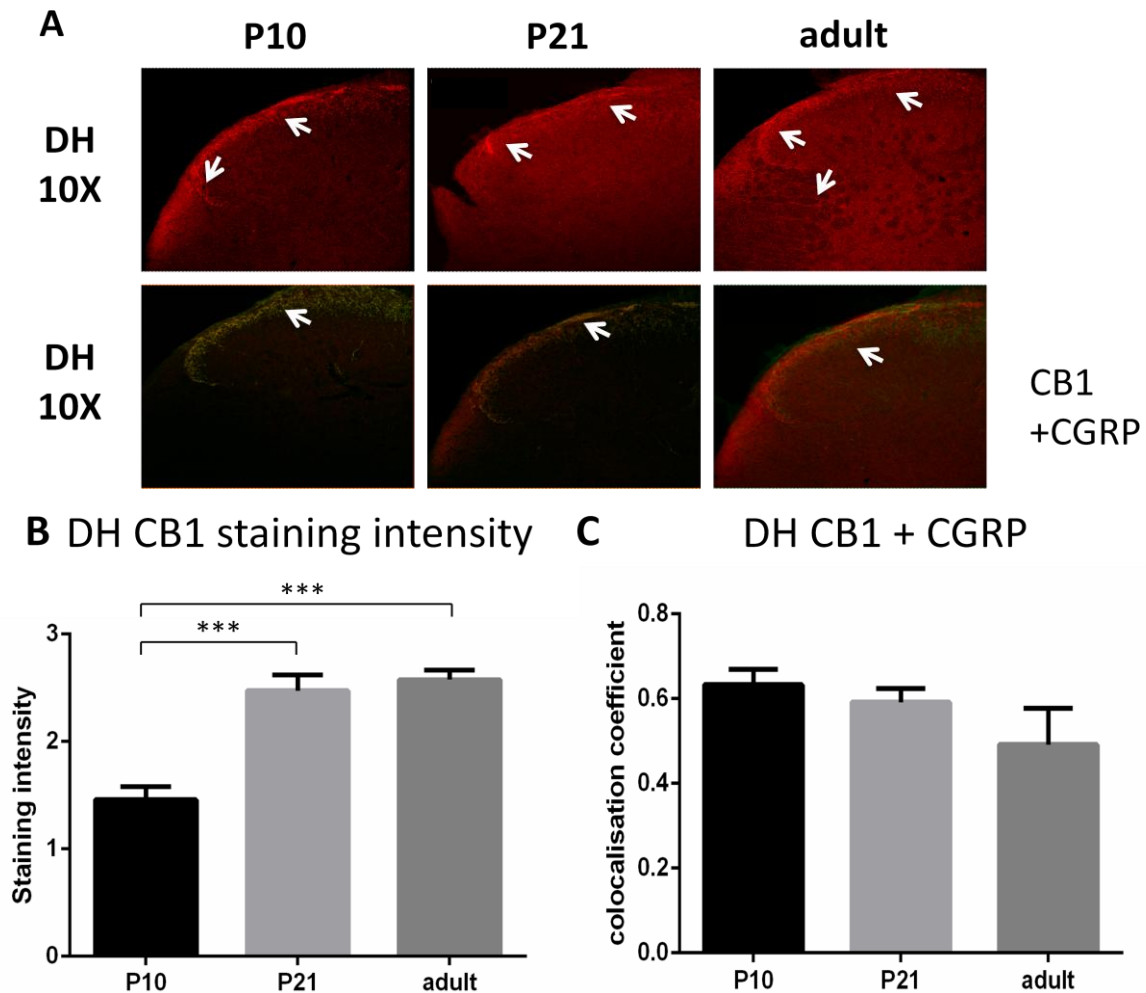 A
P10 P21 adult
DH
10X
DH
10X
CB1
+CGRP
B DH CB1 staining intensity
***
***
Staining intensity
3
2
1
0
P10 P21 adult
C DH CB1 + CGRP
colocalisation coefficient
0.8
0.6
0.4
0.2
0.0
P10 P21 adult